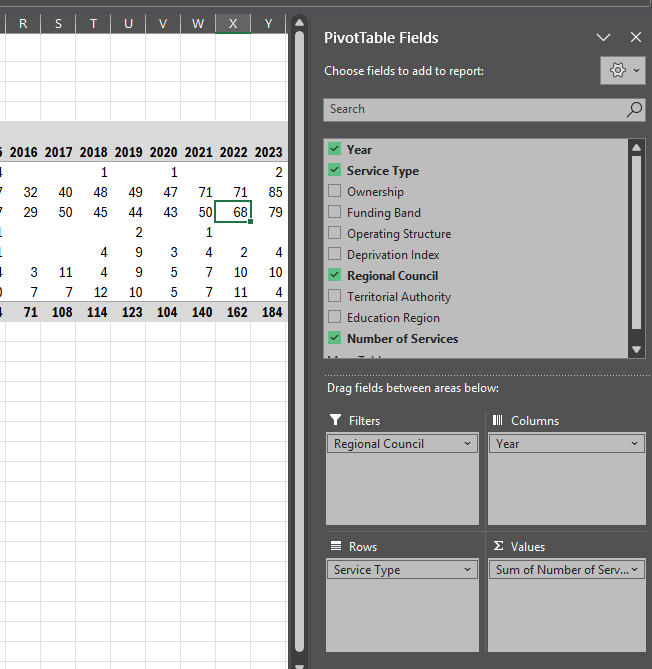 R S T U V W X Y
2016 2017 2018 2019 2020 2021 2022 2023
1 1 2
32 40 48 49 47 71 71 85
29 50 45 44 43 50 68 79
2 1
4 9 3 4 2 4
3 11 4 9 5 7 10 10
7 7 12 10 5 7 11 4
71 108 114 123 104 140 162 184
PivotTable Fields
Choose fields to add to report:
Search
Year
Service Type
Ownership
Funding Band
Operating Structure
Deprivation Index
Regional Council
Territorial Authority
Education Region
Number of Services
Drag fields between areas below:
Filters
Regional Council
Columns
Year
Rows
Service Type
Σ Values
Sum of Number of Serv...